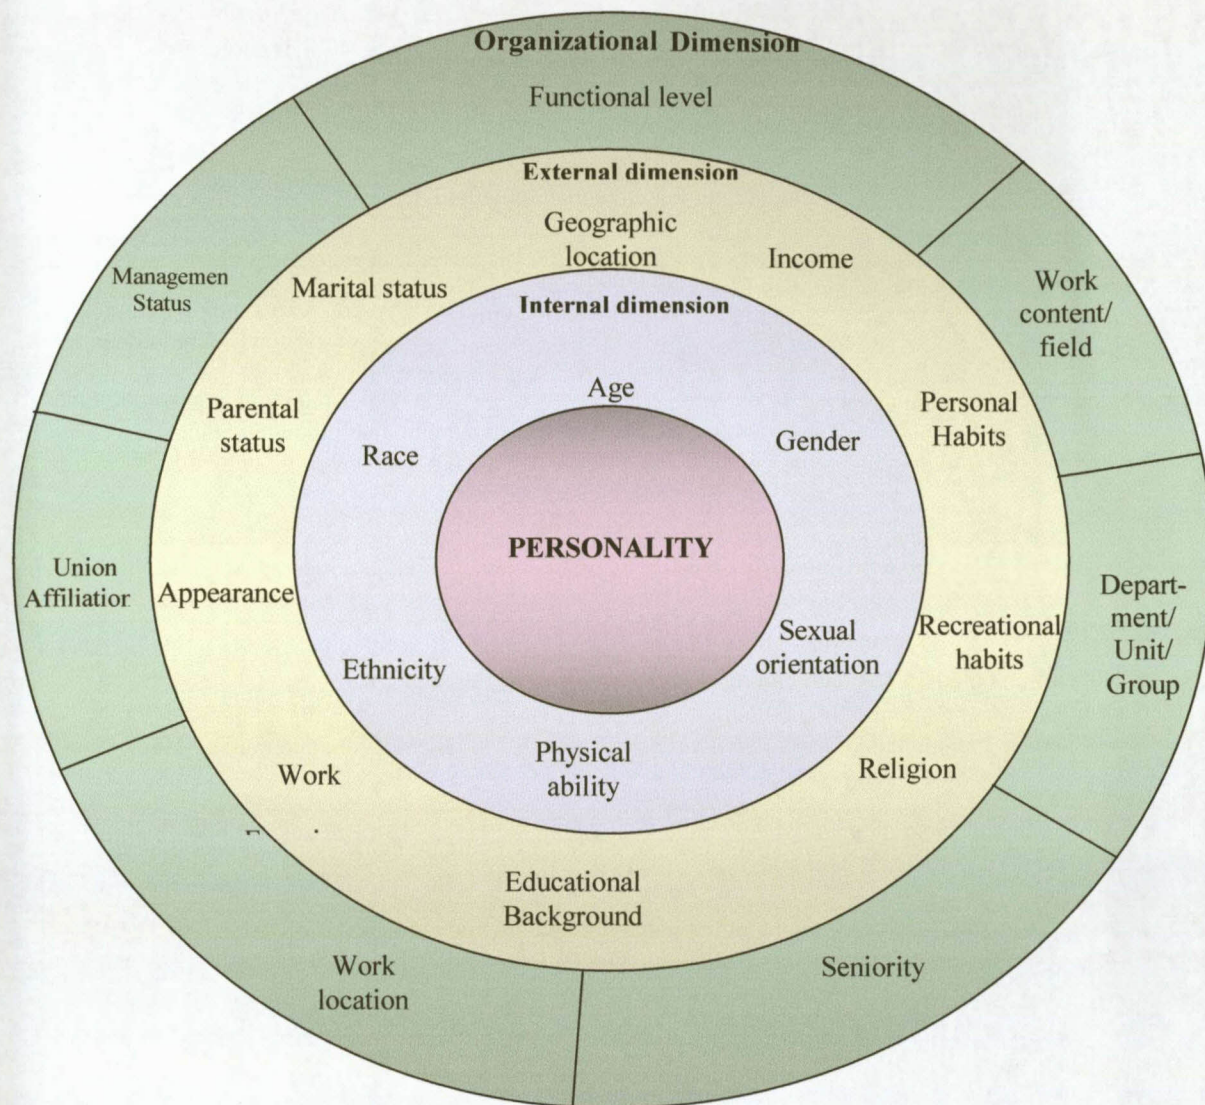 Organizational Dimension
Functional level
External dimension
Geographic
location
Income
Marital status
Managemen
Status
Work
content/
field
Internal dimension
Age
Parental
status
Personal
Habits
Race
Gender
PERSONALITY
Union
Affiliation
Appearance
Depart-
ment/
Unit/
Group
Sexual
orientation
Recreational
habits
Ethnicity
Physical
ability
Work
Religion
Educational
Background
Work
location
Seniority